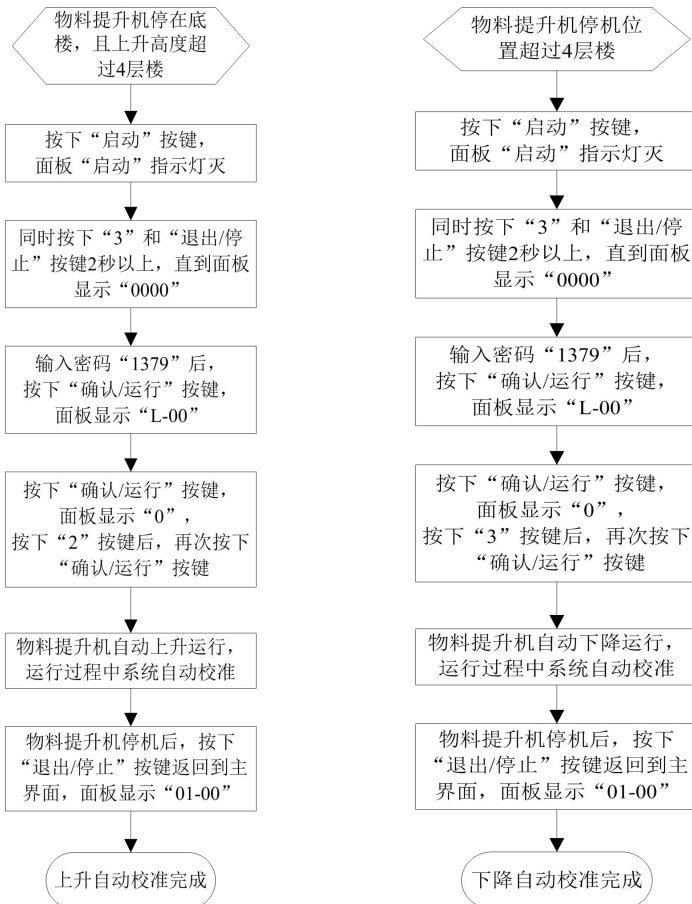 物料提升机停在底
楼，且上升高度超
过4层楼
按下“启动”按键，
面板“启动”指示灯灭
同时按下“3”和“退出/停
止”按键2秒以上，直到面板
显示“0000”
输入密码“1379”后，
按下“确认/运行”按键，
面板显示“L-00”
按下“确认/运行”按键，
面板显示“0”，
按下“2”按键后，再次按下
“确认/运行”按键
物料提升机自动上升运行，
运行过程中系统自动校准
物料提升机停机后，按下
“退出/停止”按键返回到主
界面，面板显示“01-00”
上升自动校准完成
物料提升机停机位
置超过4层楼
按下“启动”按键，
面板“启动”指示灯灭
同时按下“3”和“退出/停
止”按键2秒以上，直到面板
显示“0000”
输入密码“1379”后，
按下“确认/运行”按键，
面板显示“L-00”
按下“确认/运行”按键，
面板显示“0”，
按下“3”按键后，再次按下
“确认/运行”按键
物料提升机自动下降运行，
运行过程中系统自动校准
物料提升机停机后，按下
“退出/停止”按键返回到主
界面，面板显示“01-00”
下降自动校准完成